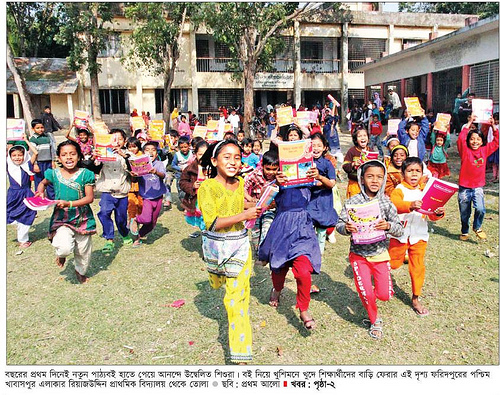 বছরের প্রথম দিনেই নতুন পাঠ্যবই হাতে পেয়ে আনন্দে উদ্বেলিত শিশুরা। বই নিয়ে খুশিমনে খুদে শিক্ষার্থীদের বাড়ি ফেরার এই দৃশ্য ফরিদপুরের পশ্চিম
খাবাসপুর এলাকার রিয়াজউদ্দিন প্রাথমিক বিদ্যালয় থেকে তোলা ● ছবি : প্রথম আলো ■ খবর : পৃষ্ঠা-২